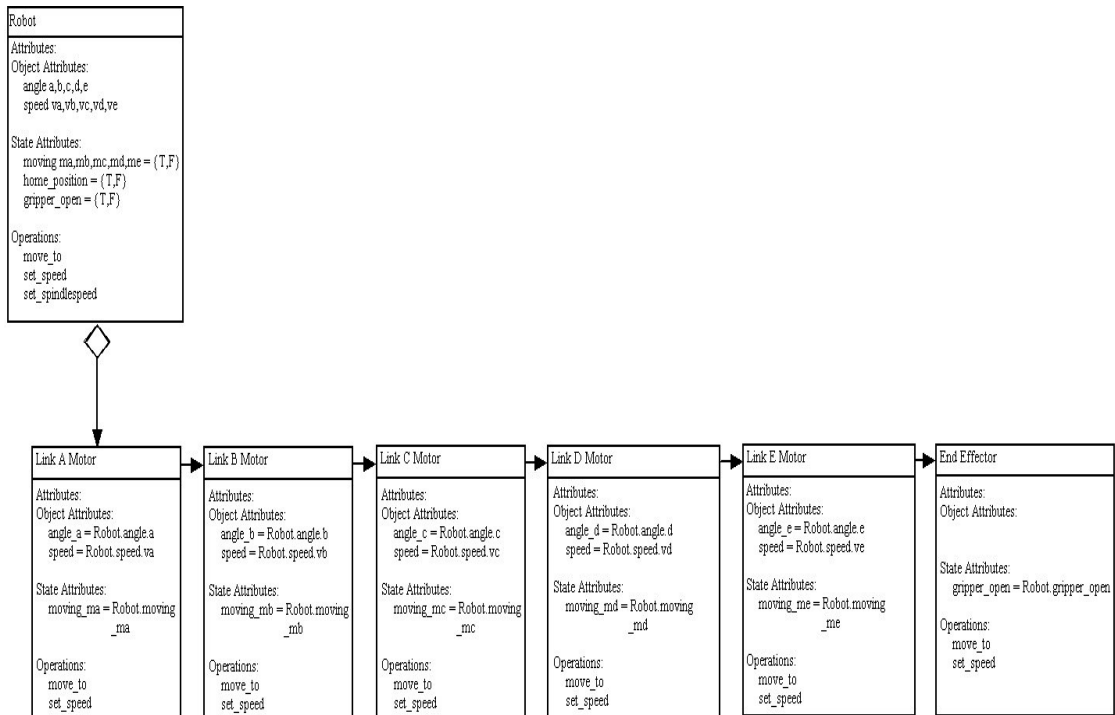 Robot
Attributes:
Object Attributes:
angle a,b,c,d,e
speed va,vb,vc,vd,ve
State Attributes:
moving ma,mb,mc,md,me = {T,F}
home_position = {T,F}
gripper_open = {T,F}
Operations:
move_to
set_speed
set_spindlespeed
Link A Motor
Attributes:
Object Attributes:
angle_a = Robot.angle.a
speed = Robot.speed.va
State Attributes:
moving_ma = Robot.moving
_ma
Operations:
move_to
set_speed
Link B Motor
Attributes:
Object Attributes:
angle_b = Robot.angle.b
speed = Robot.speed.vb
State Attributes:
moving_mb = Robot.moving
_mb
Operations:
move_to
set_speed
Link C Motor
Attributes:
Object Attributes:
angle_c = Robot.angle.c
speed = Robot.speed.vc
State Attributes:
moving_mc = Robot.moving
_mc
Operations:
move_to
set_speed
Link D Motor
Attributes:
Object Attributes:
angle_d = Robot.angle.d
speed = Robot.speed.vd
State Attributes:
moving_md = Robot.moving
_md
Operations:
move_to
set_speed
Link E Motor
Attributes:
Object Attributes:
angle_e = Robot.angle.e
speed = Robot.speed.ve
State Attributes:
moving_me = Robot.moving
_me
Operations:
move_to
set_speed
End Effector
Attributes:
Object Attributes:
State Attributes:
gripper_open = Robot.gripper_open
Operations:
move_to
set_speed